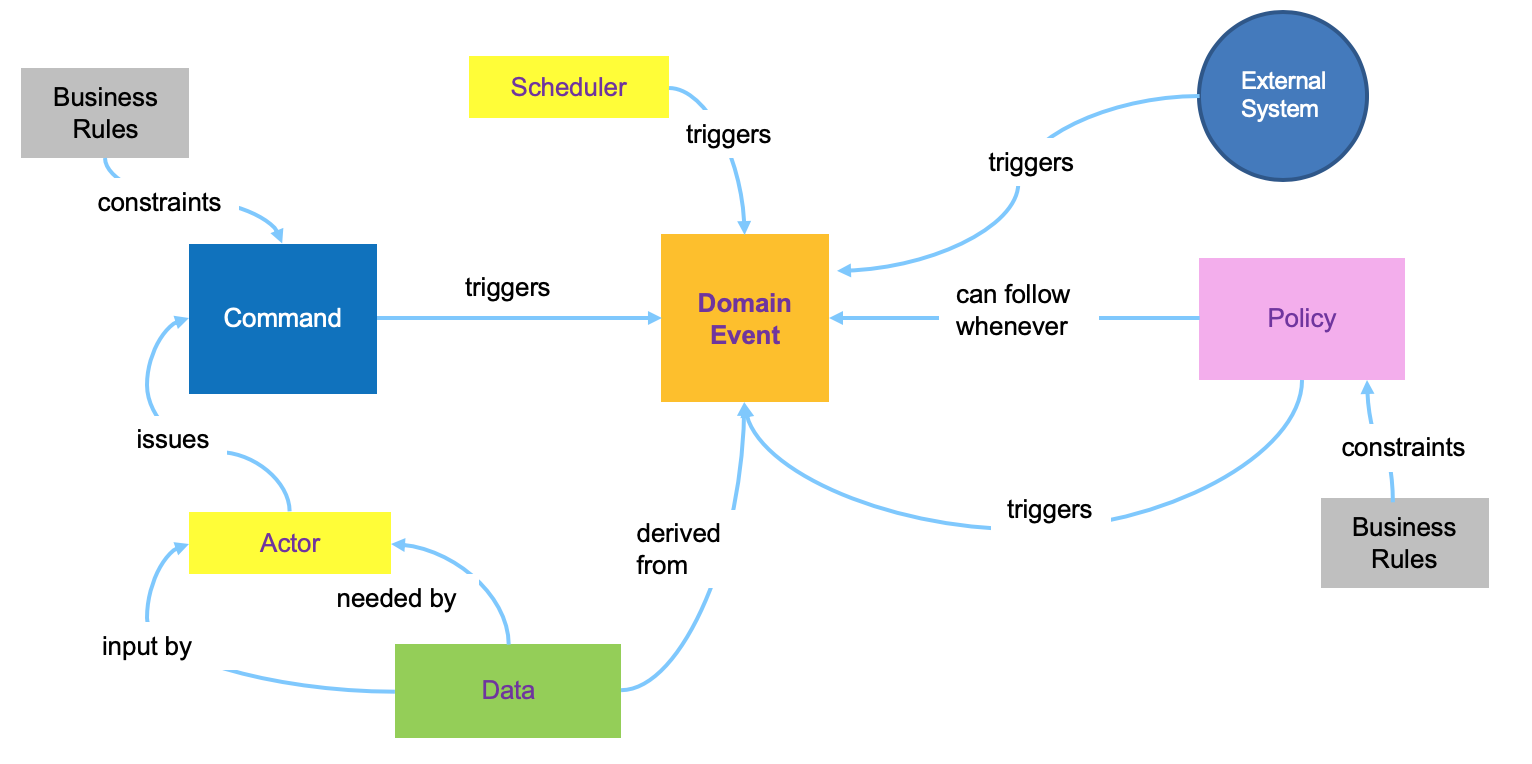 Business
Rules
Scheduler
External
System
triggers
triggers
constraints
Command
triggers
Domain
Event
can follow
whenever
Policy
issues
constraints
Actor
derived
from
triggers
Business
Rules
needed by
input by
Data